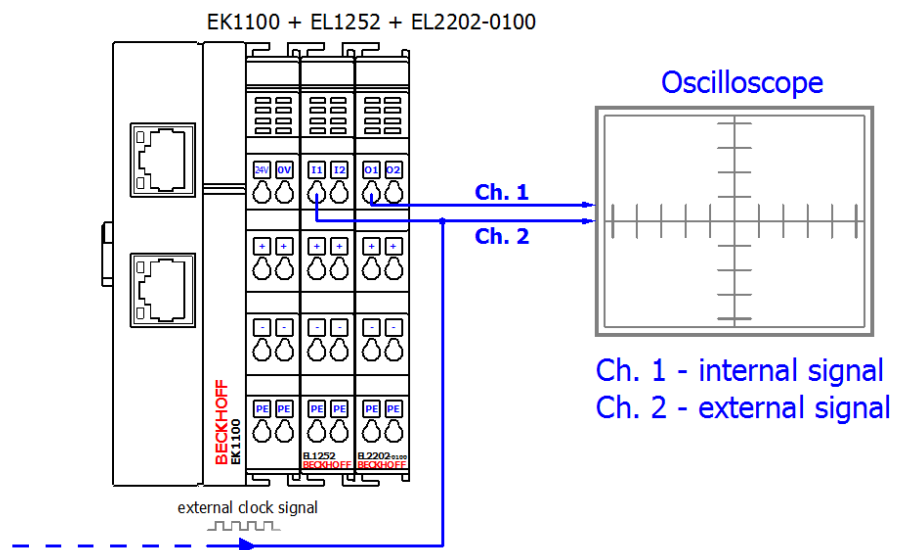 EK1100 + EL1252 + EL2202-0100
Oscilloscope
24V 0V I1 I2 O1 O2
Ch. 1
Ch. 2
+ + + + + +
- - - - - -
Ch. 1 - internal signal
Ch. 2 - external signal
PE PE PE PE PE PE
BECKHOFF
EK1100
EL1252
BECKHOFF
EL2202-0100
BECKHOFF
external clock signal